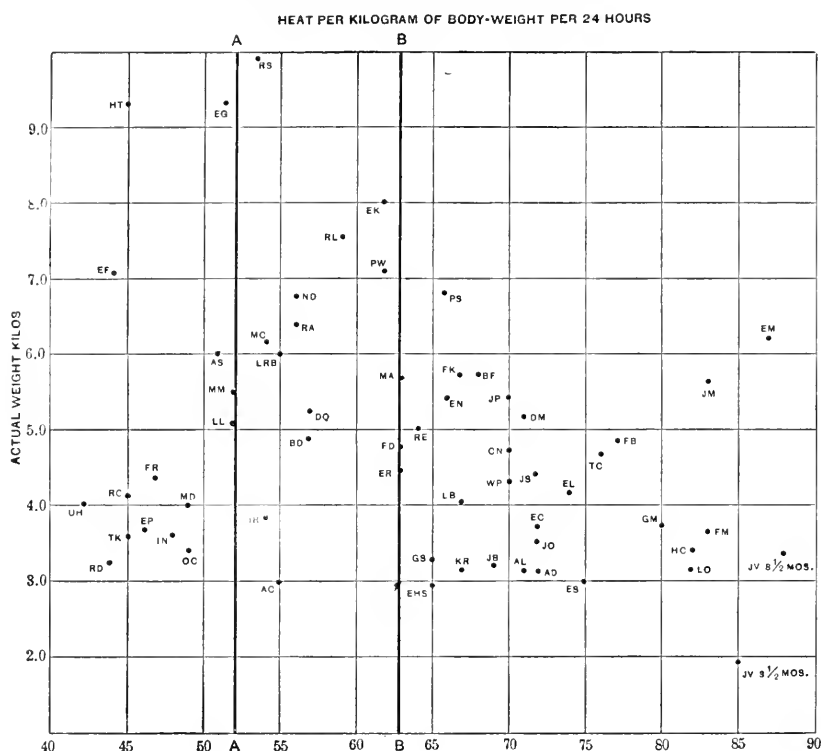 HEAT PER KILOGRAM OF BODY-WEIGHT PER 24 HOURS
A B
RS
HT
EG
9.0
8.0
EK
RL
PW
EF
7.0
ND
PS
RA
MC
EM
6.0
AS
LRB
MA
FK
BF
JM
MM
EN
JP
DQ
DM
LL
5.0
RE
BD
FD
FB
CN
TC
ER
FR
JS
WP
EL
RC
MD
LB
4.0
UH
EP
EC
GM
TK
IN
JO
FM
OC
HC
GS
KR
JB
AL
JV 8½ MOS.
RD
AD
LO
3.0
AC
EHS
ES
2.0
JV 3½ MOS.
ACTUAL WEIGHT KILOS
40 45 50 A 55 60 B 65 70 75 80 85 90